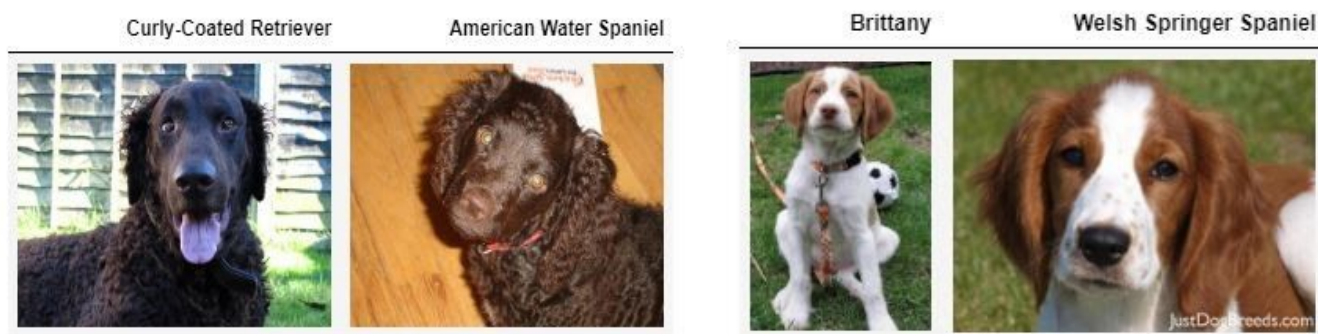 Curly-Coated Retriever
American Water Spaniel
Brittany
Welsh Springer Spaniel
JustDogBreeds.com